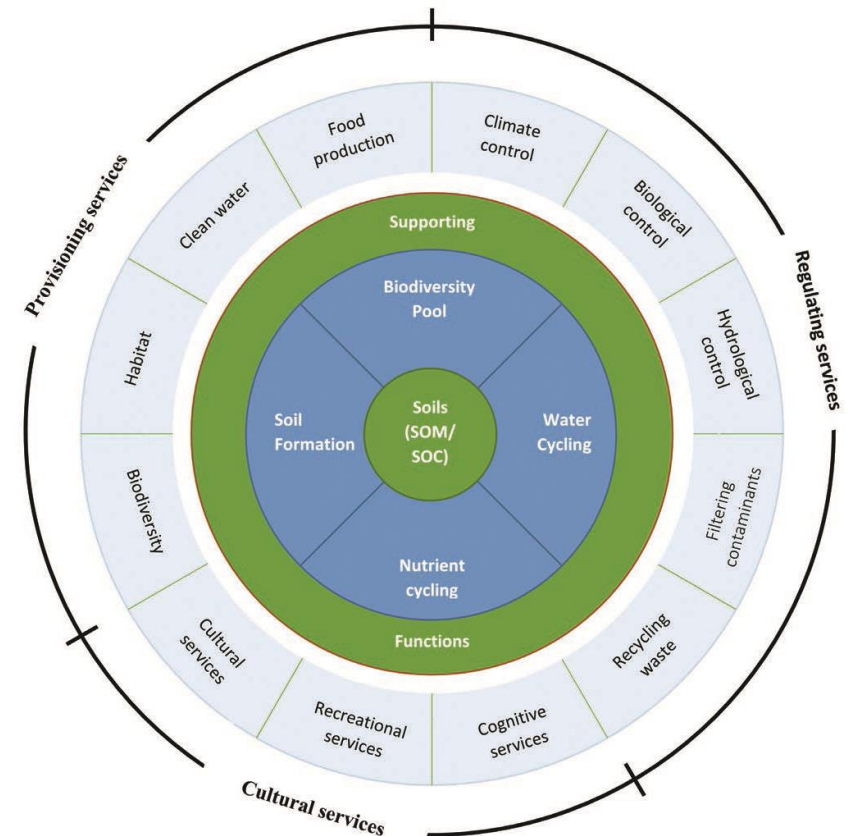 Provisioning services
Regulating services
Cultural services
Food
production
Climate
control
Biological
control
Hydrological
control
Filtering
contaminants
Recycling
waste
Cognitive
services
Recreational
services
Cultural
services
Biodiversity
Habitat
Clean water
Supporting
Functions
Biodiversity
Pool
Water
Cycling
Nutrient
cycling
Soil
Formation
Soils
(SOM/
SOC)